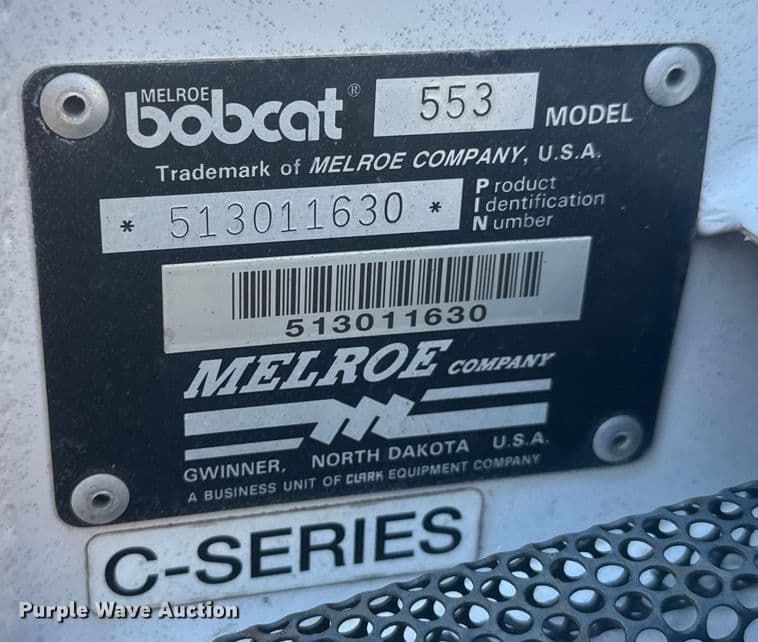 MELROE
bobcat® 553 MODEL
Trademark of MELROE COMPANY, U.S.A.
* 513011630 * Product
Identification
Number
513011630
MELROE COMPANY
GWINNER, NORTH DAKOTA U.S.A.
A BUSINESS UNIT OF CLARK EQUIPMENT COMPANY
C-SERIES
Purple Wave Auction